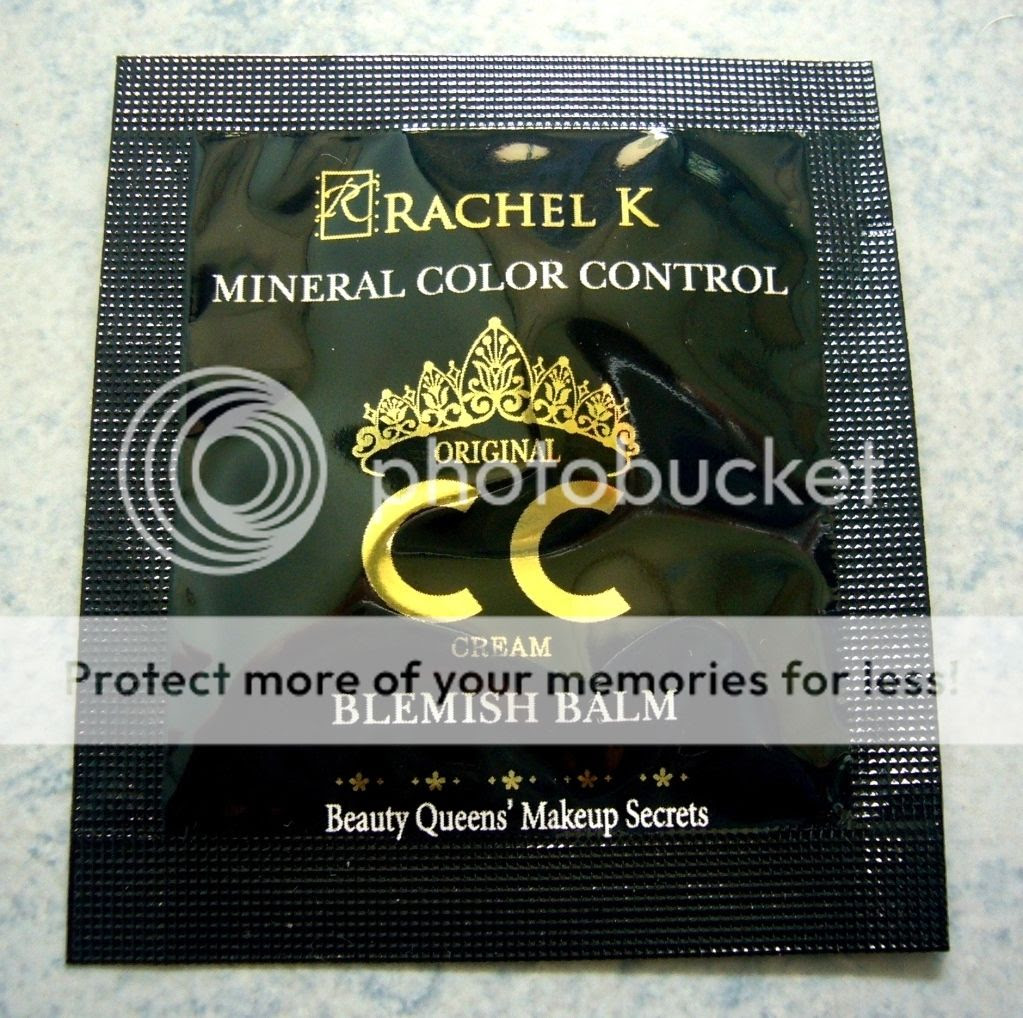 RACHEL K
MINERAL COLOR CONTROL
ORIGINAL
photobucket
CC
CREAM
Protect more of your memories for less!
BLEMISH BALM
Beauty Queens' Makeup Secrets